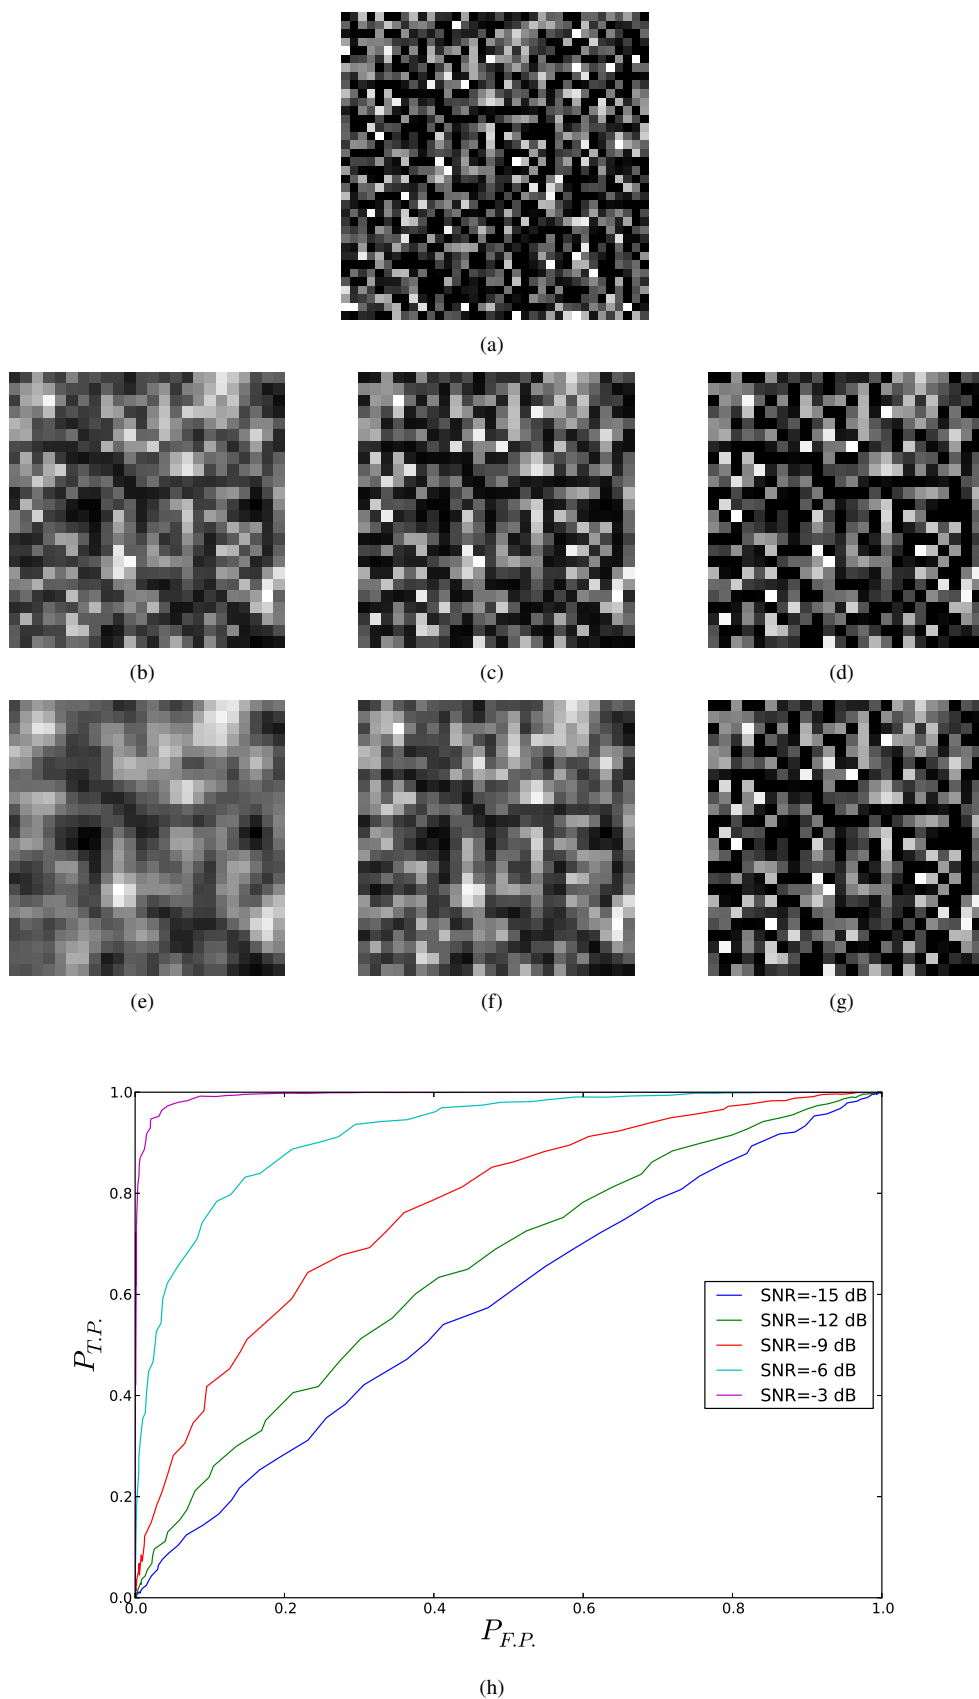 (a)
(b) (c) (d)
(e) (f) (g)
1.0
0.8
0.6
0.4
0.2
0.0
P_{T.P.}
SNR=-15 dB
SNR=-12 dB
SNR=-9 dB
SNR=-6 dB
SNR=-3 dB
0.0 0.2 0.4 0.6 0.8 1.0
P_{F.P.}
(h)